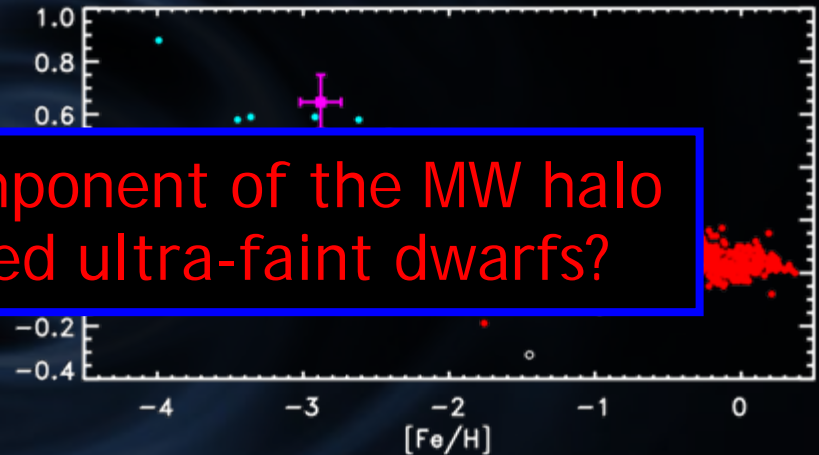 1.0
0.8
0.6
mponent of the MW halo
ed ultra-faint dwarfs?
-0.2
-0.4
-4 -3 -2 -1 0
[Fe/H]